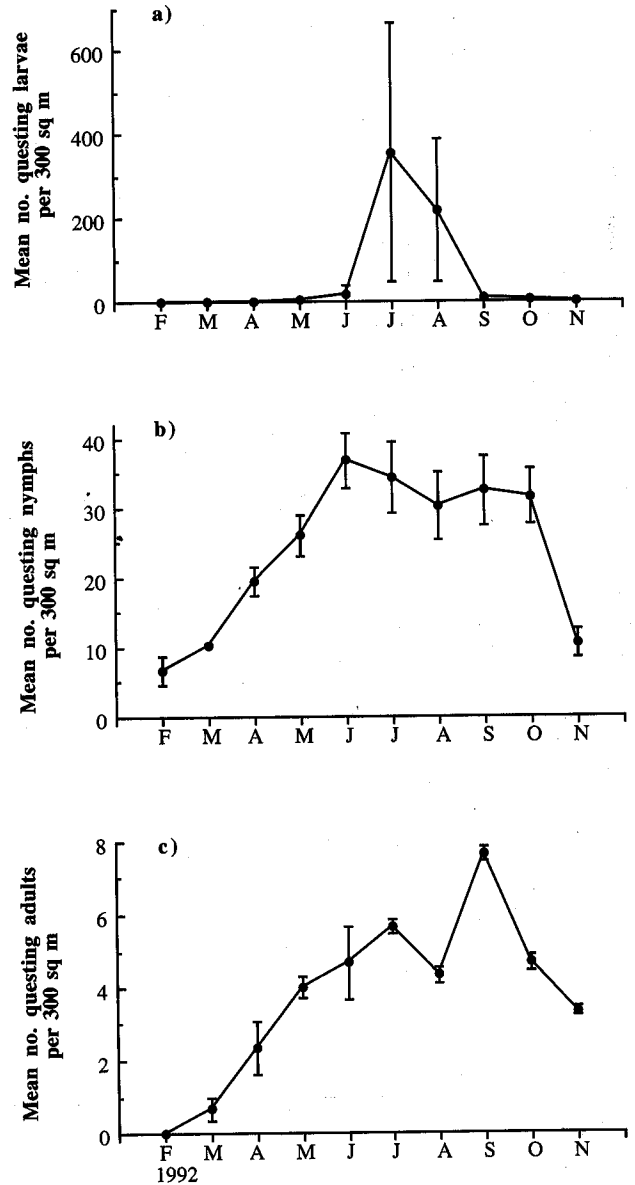 a)
Mean no. questing larvae
per 300 sq m
600
400
200
0
F M A M J J A S O N
b)
Mean no. questing nymphs
per 300 sq m
40
30
20
10
0
F M A M J J A S O N
c)
Mean no. questing adults
per 300 sq m
8
6
4
2
0
F M A M J J A S O N
1992